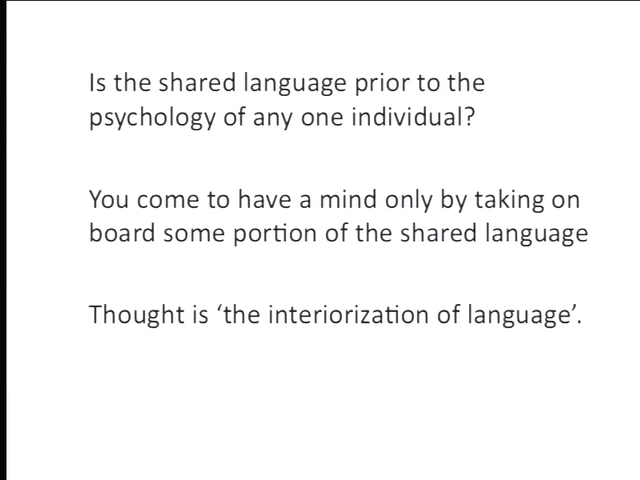 Is the shared language prior to the
psychology of any one individual?
You come to have a mind only by taking on
board some portion of the shared language
Thought is ‘the interiorization of language’.